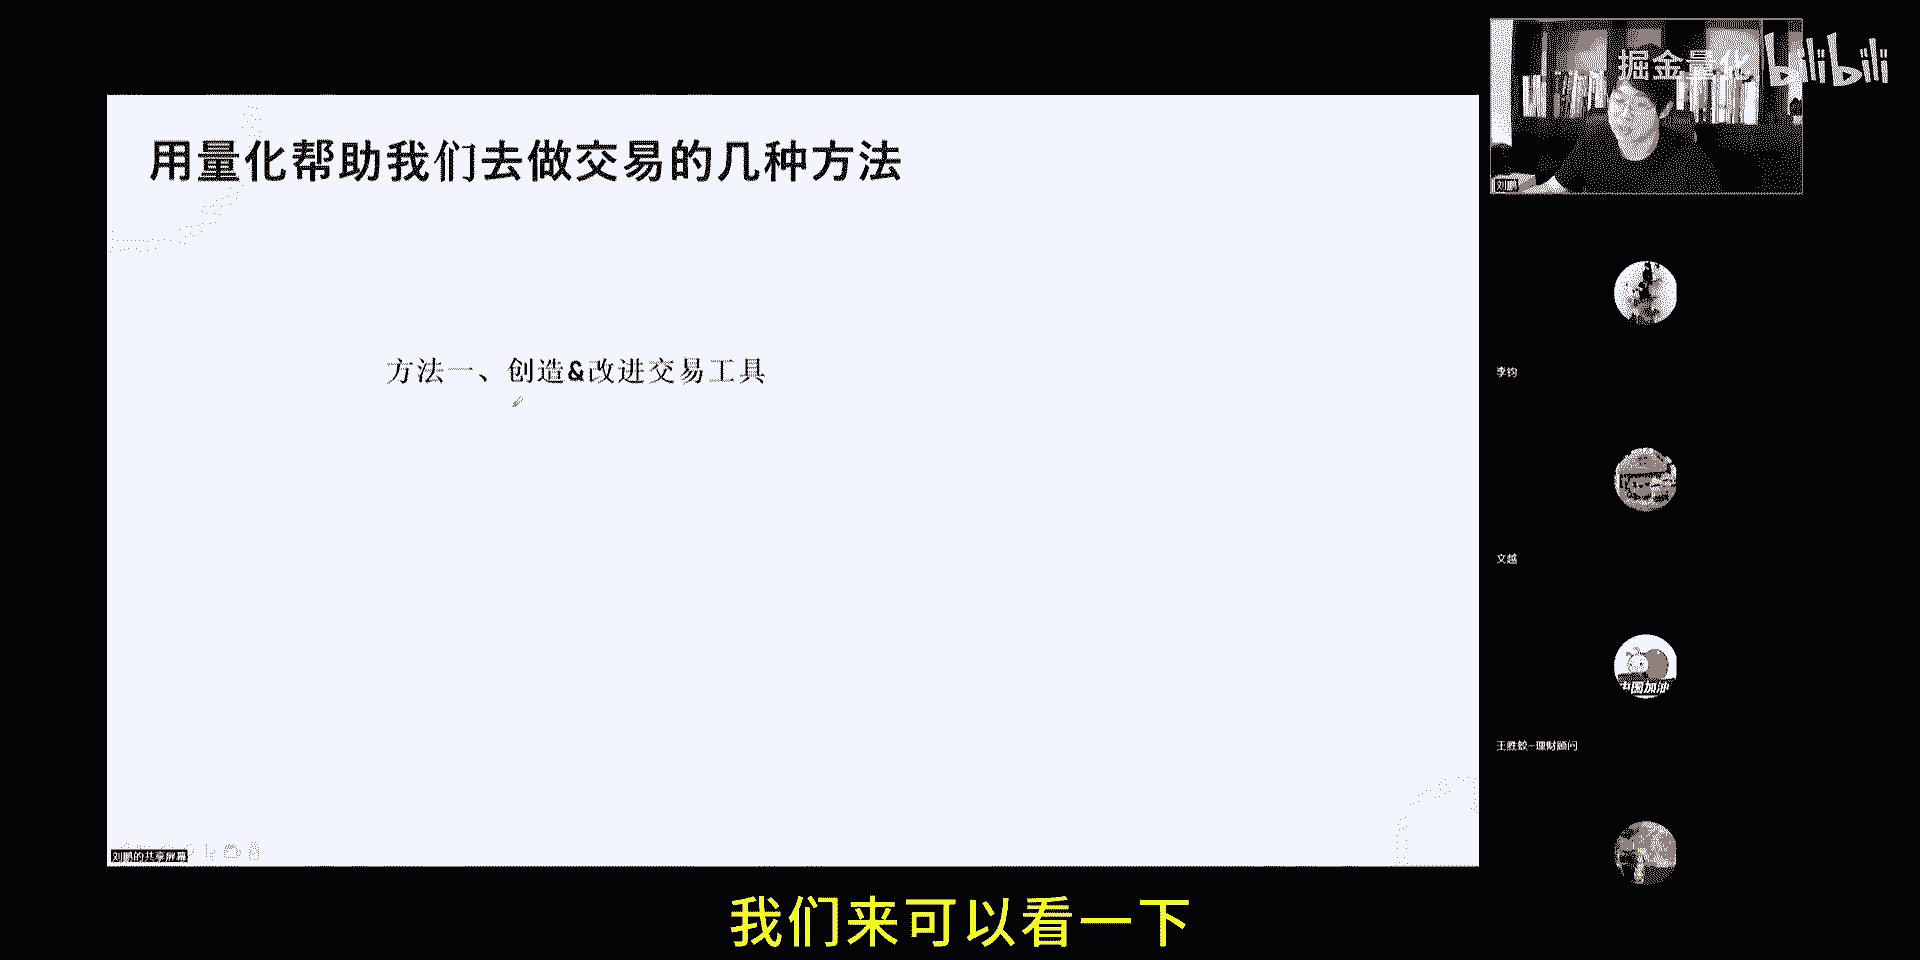 掘金量化 bilibili
用量化帮助我们去做交易的几种方法
刘鹏
方法一、创造&改进交易工具
李钧
文越
中国加油
王胜蛟--理财顾问
刘鹏的共享屏幕
我们来可以看一下